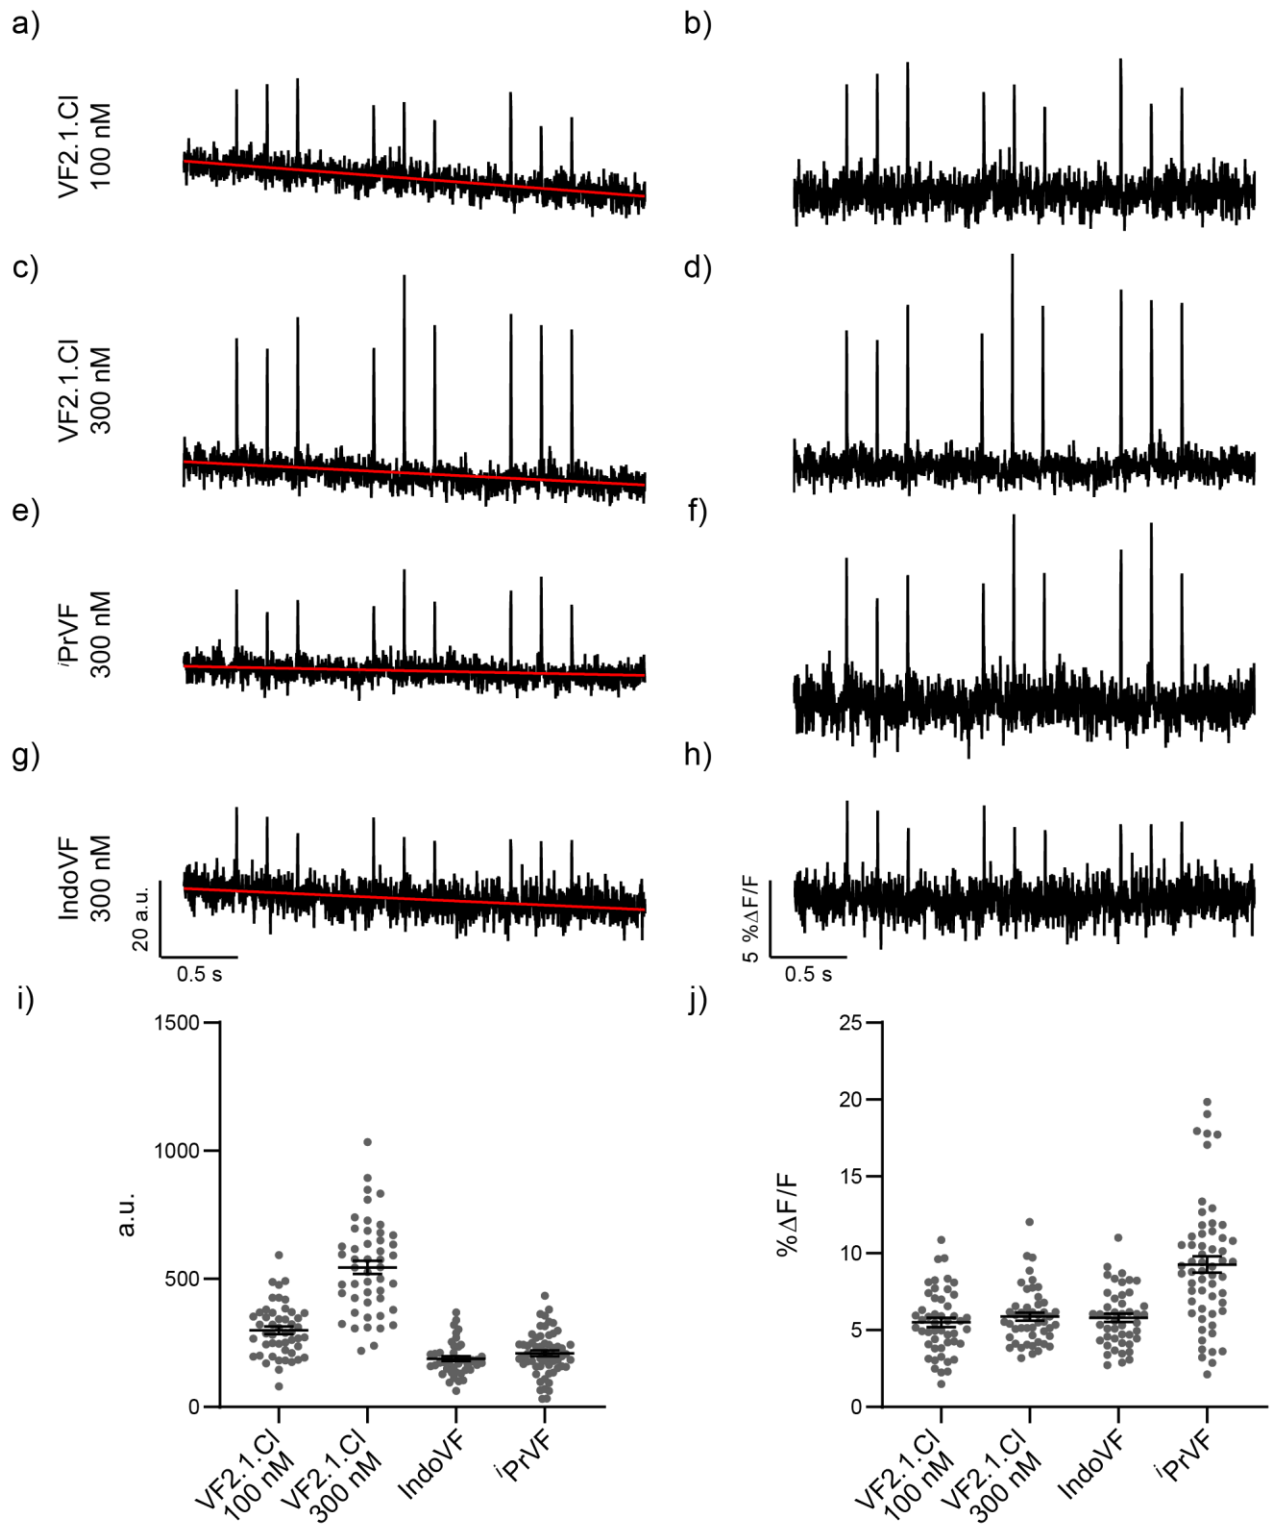 a)
b)
VF2.1.Cl
100 nM
c)
d)
VF2.1.Cl
300 nM
e)
f)
iPrVF
300 nM
g)
h)
IndoVF
300 nM
20 a.u.
0.5 s
5 %ΔF/F
0.5 s
i)
j)
1500
1000
500
0
a.u.
VF2.1.Cl
100 nM
VF2.1.Cl
300 nM
IndoVF
iPrVF
25
20
15
10
5
0
%ΔF/F
VF2.1.Cl
100 nM
VF2.1.Cl
300 nM
IndoVF
iPrVF